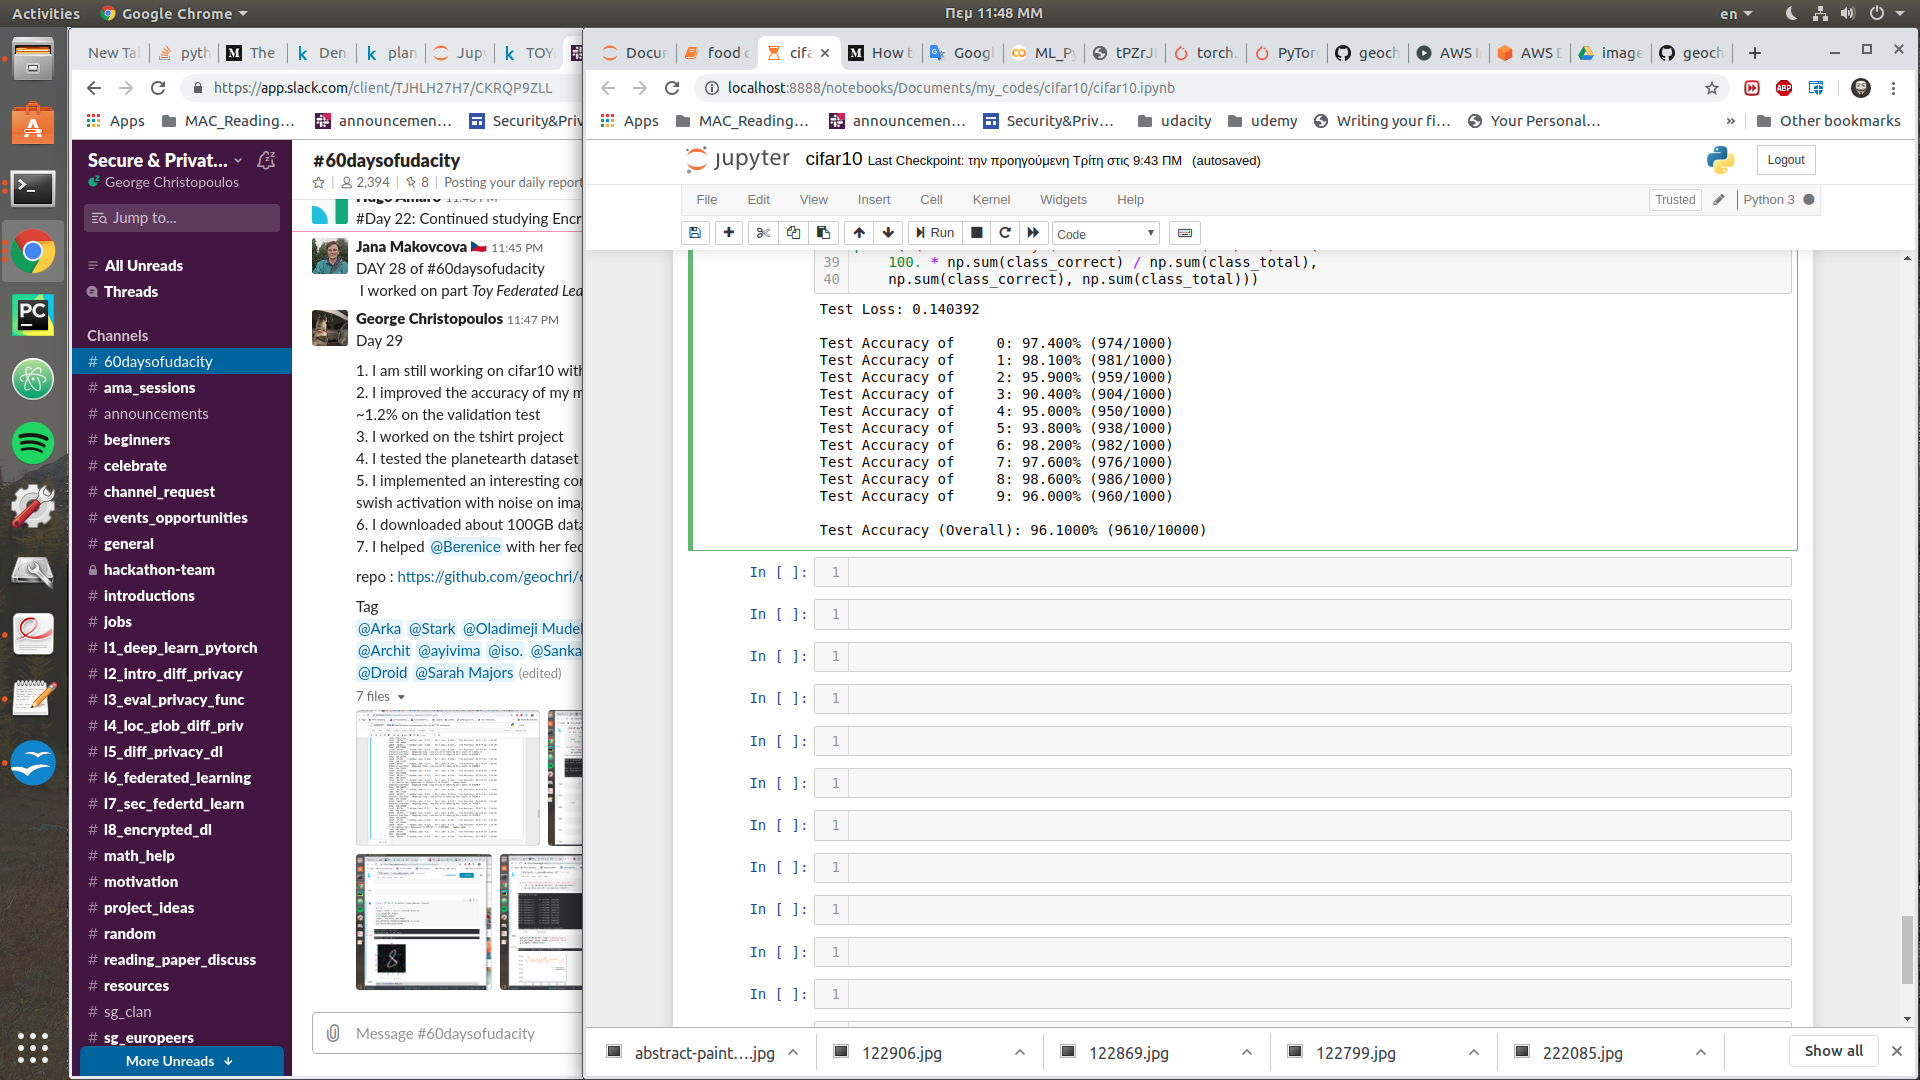 Activities
Google Chrome
Πεμ 11:48 ΜΜ
en
New Ta
pyth
The
Den
plan
Jup
TOY
https://app.slack.com/client/TJHLH27H7/CKRQP9ZLL
Apps
MAC_Reading…
announcemen…
Security&Priv
Secure & Privat...
George Christopoulos
Jump to...
All Unreads
Threads
Channels
# 60daysofudacity
# ama_sessions
# announcements
# beginners
# celebrate
# channel_request
# events_opportunities
# general
hackathon-team
# introductions
# jobs
# l1_deep_learn_pytorch
# l2_intro_diff_privacy
# l3_eval_privacy_func
# l4_loc_glob_diff_priv
# l5_diff_privacy_dl
# l6_federated_learning
# l7_sec_federtd_learn
# l8_encrypted_dl
# math_help
# motivation
# project_ideas
# random
# reading_paper_discuss
# resources
# sg_clan
# sg_europeers
More Unreads ↓
#60daysofudacity
2,394
8
Posting your daily report
Hugo Amaro 11:43 PM
#Day 22: Continued studying Encr
Jana Makovcova 11:45 PM
DAY 28 of #60daysofudacity
I worked on part Toy Federated Lea
George Christopoulos 11:47 PM
Day 29
1. I am still working on cifar10 with
2. I improved the accuracy of my m
~1.2% on the validation test
3. I worked on the tshirt project
4. I tested the planetearth dataset
5. I implemented an interesting co
swish activation with noise on ima
6. I downloaded about 100GB data
7. I helped @Berenice with her fed
repo : https://github.com/geochri/
Tag
@Arka @Stark @Oladimeji Mude
@Archit @ayivima @iso. @Sanka
@Droid @Sarah Majors (edited)
7 files
Message #60daysofudacity
Docum
food c
cifa
How t
Googl
ML_Py
tPZrJ
torch.
PyTor
geoch
AWS I
AWS D
image
geoch
localhost:8888/notebooks/Documents/my_codes/cifar10/cifar10.ipynb
ABP
Apps
MAC_Reading…
announcemen…
Security&Priv…
udacity
udemy
Writing your fi…
Your Personal…
»
Other bookmarks
jupyter cifar10 Last Checkpoint: την προηγούμενη Τρίτη στις 9:43 ΠΜ (autosaved)
Logout
File
Edit
View
Insert
Cell
Kernel
Widgets
Help
Trusted
Python 3
Run
Code
39 100. * np.sum(class_correct) / np.sum(class_total),
40 np.sum(class_correct), np.sum(class_total)))
Test Loss: 0.140392
Test Accuracy of 0: 97.400% (974/1000)
Test Accuracy of 1: 98.100% (981/1000)
Test Accuracy of 2: 95.900% (959/1000)
Test Accuracy of 3: 90.400% (904/1000)
Test Accuracy of 4: 95.000% (950/1000)
Test Accuracy of 5: 93.800% (938/1000)
Test Accuracy of 6: 98.200% (982/1000)
Test Accuracy of 7: 97.600% (976/1000)
Test Accuracy of 8: 98.600% (986/1000)
Test Accuracy of 9: 96.000% (960/1000)
Test Accuracy (Overall): 96.1000% (9610/10000)
In [ ]: 1
In [ ]: 1
In [ ]: 1
In [ ]: 1
In [ ]: 1
In [ ]: 1
In [ ]: 1
In [ ]: 1
In [ ]: 1
In [ ]: 1
In [ ]: 1
abstract-paint….jpg
122906.jpg
122869.jpg
122799.jpg
222085.jpg
Show all